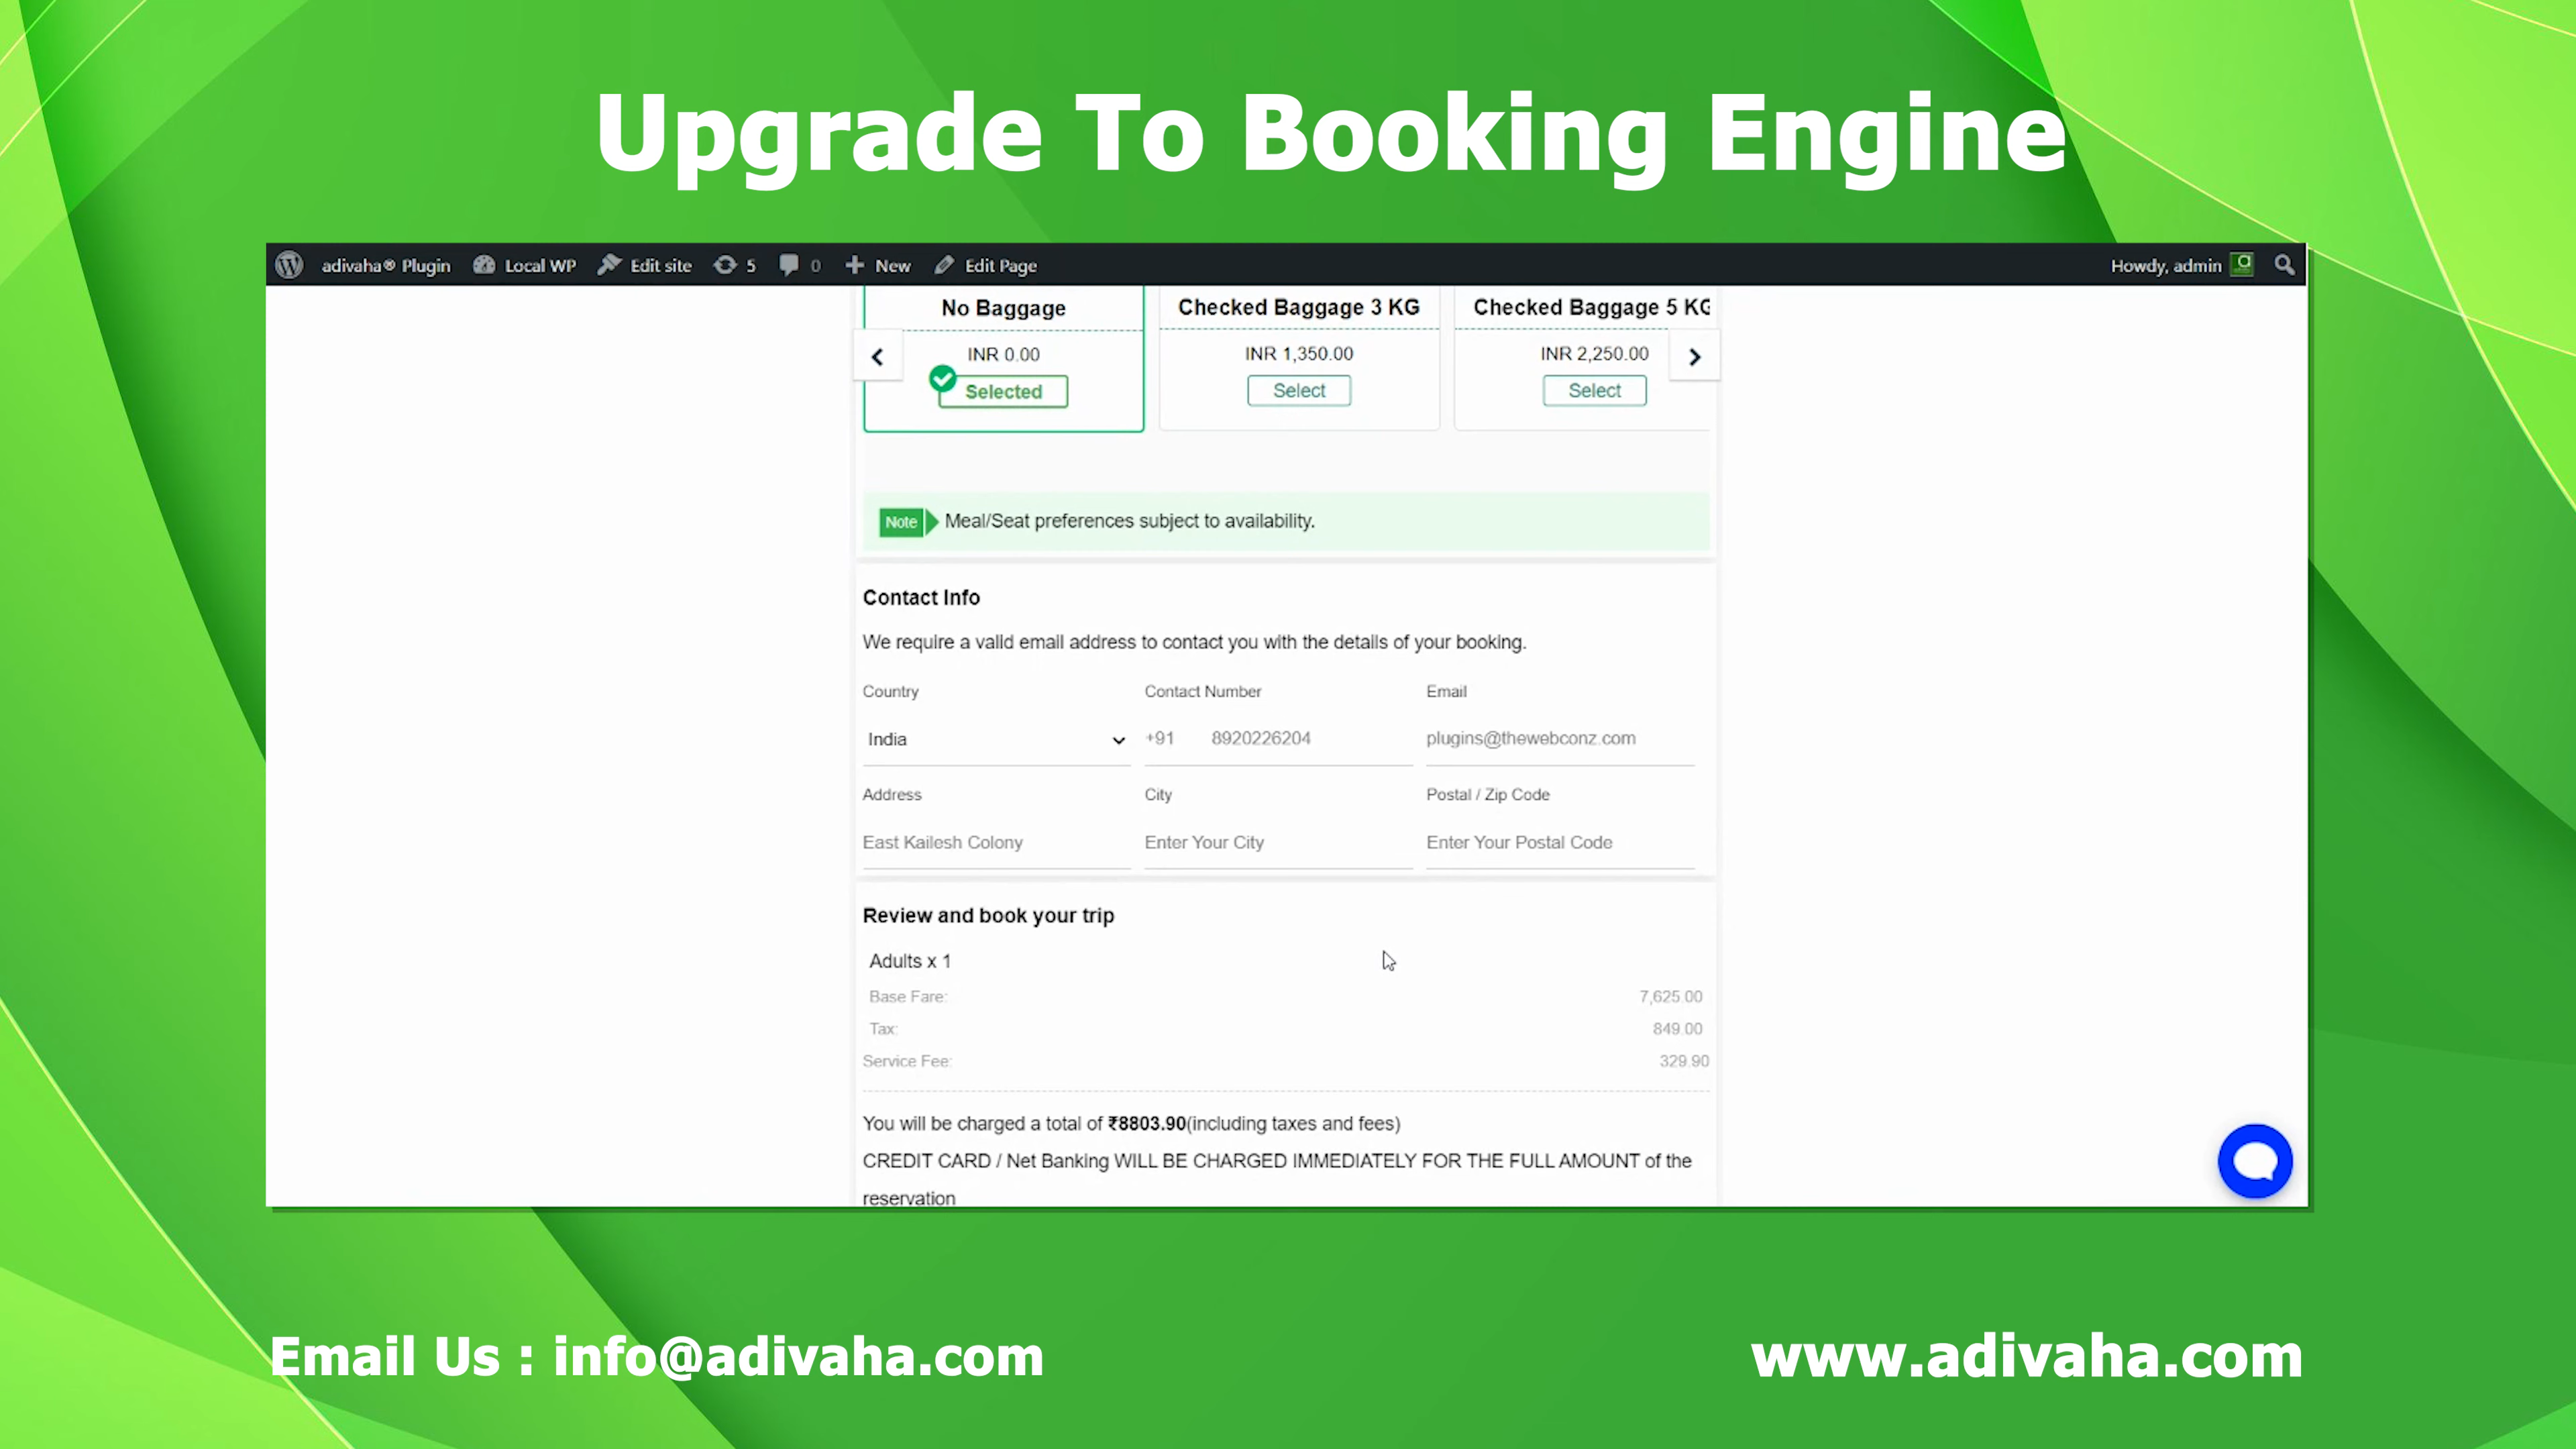 Upgrade To Booking Engine
adivaha® Plugin Local WP Edit site 5 0 New Edit Page Howdy, admin
No Baggage Checked Baggage 3 KG Checked Baggage 5 KG
INR 0.00 INR 1,350.00 INR 2,250.00
Selected Select Select
Note Meal/Seat preferences subject to availability.
Contact Info
We require a valid email address to contact you with the details of your booking.
Country Contact Number Email
India +91 8920226204 plugins@thewebconz.com
Address City Postal / Zip Code
East Kailesh Colony Enter Your City Enter Your Postal Code
Review and book your trip
Adults x 1
Base Fare: 7,625.00
Tax: 849.00
Service Fee: 329.90
You will be charged a total of ₹8803.90(including taxes and fees)
CREDIT CARD / Net Banking WILL BE CHARGED IMMEDIATELY FOR THE FULL AMOUNT of the
reservation
Email Us : info@adivaha.com www.adivaha.com